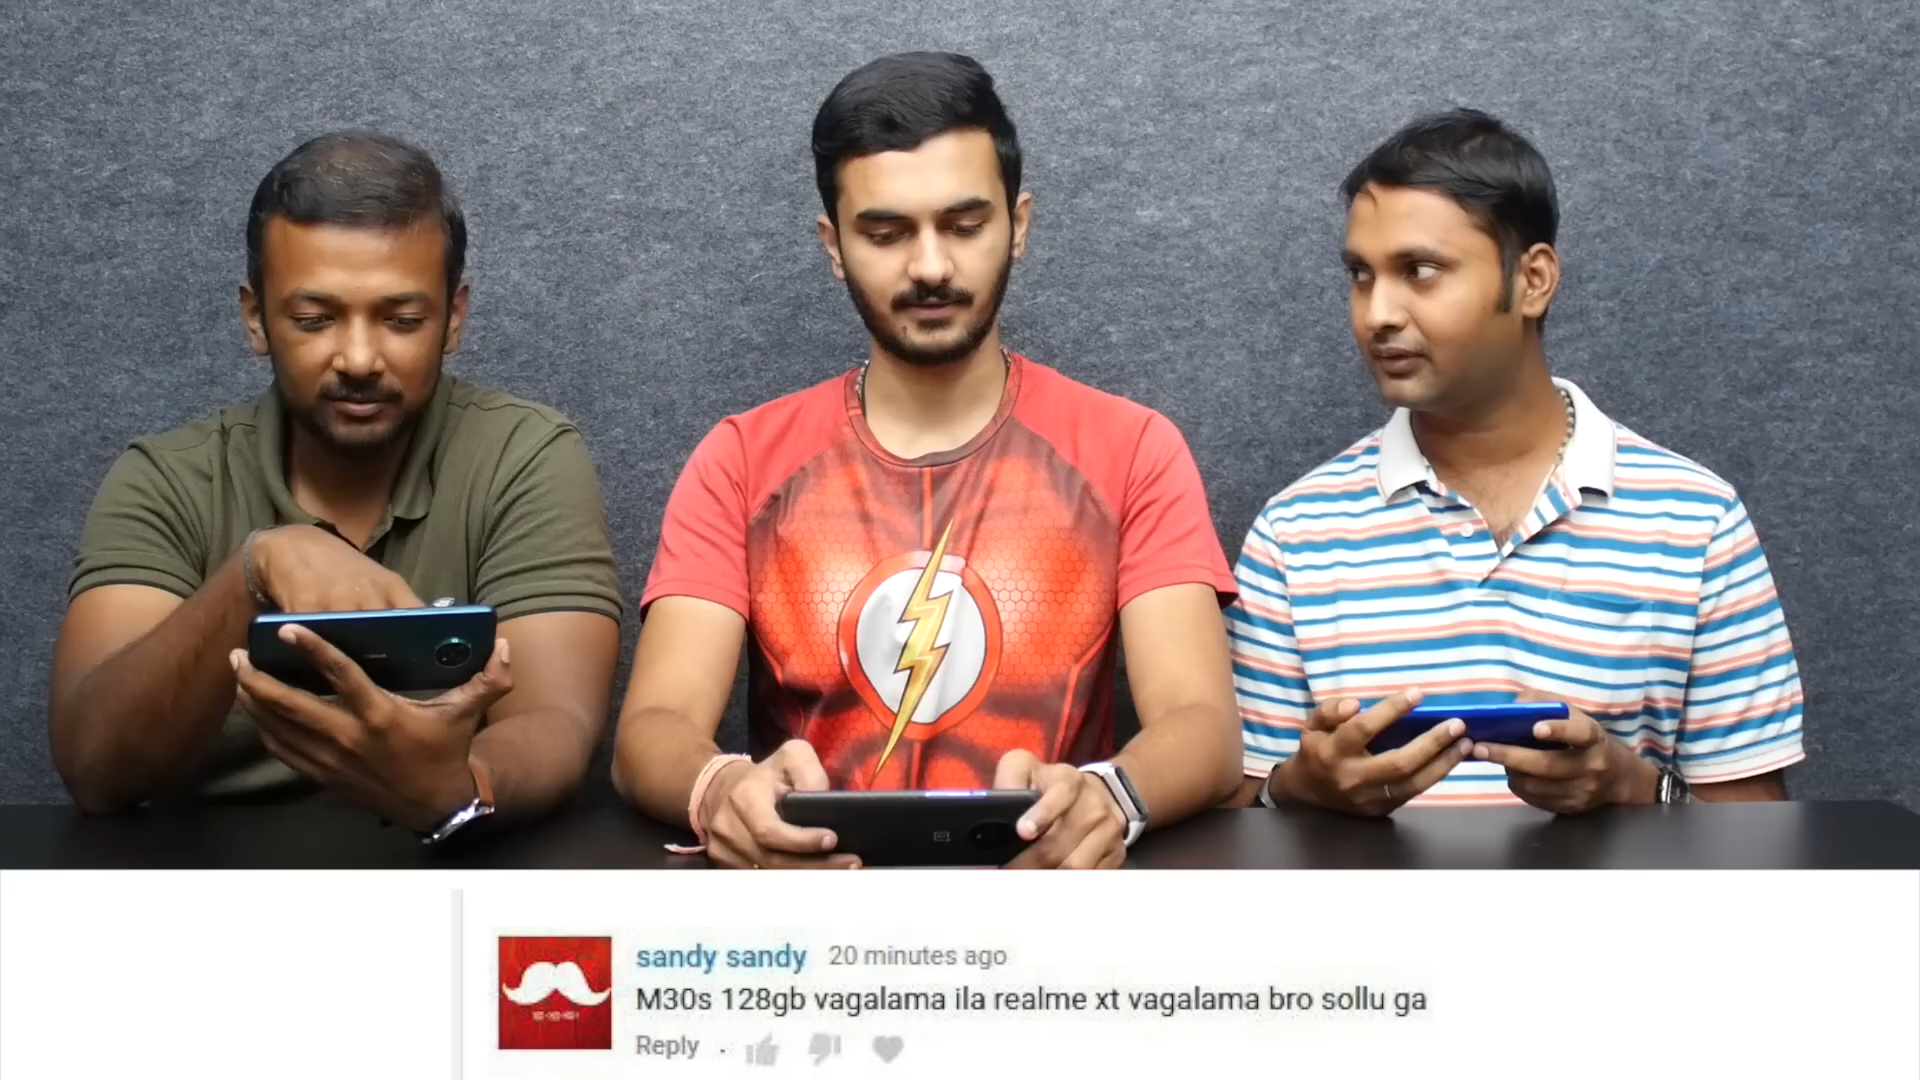 sandy sandy 20 minutes ago
M30s 128gb vagalama ila realme xt vagalama bro sollu ga
Reply